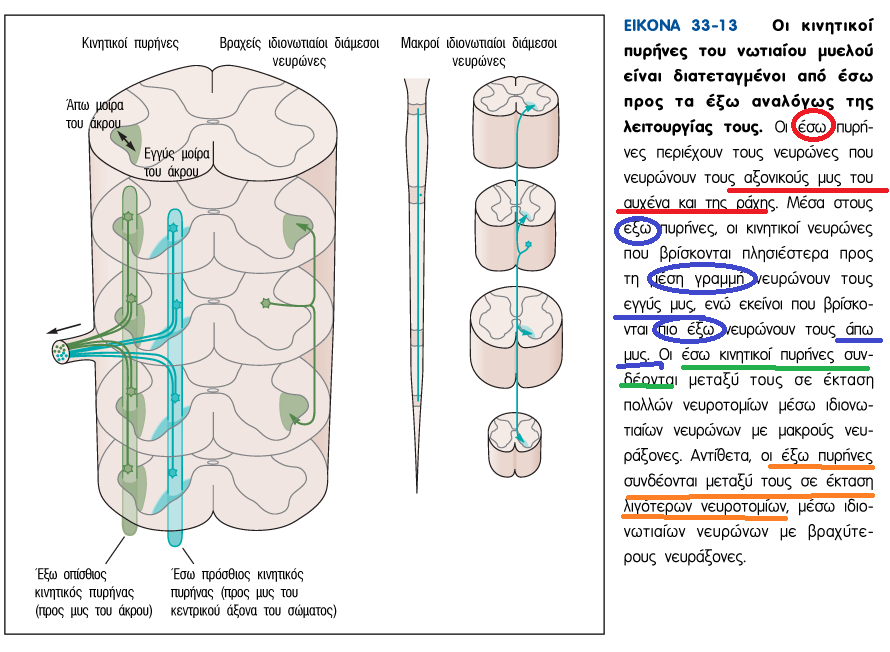 Κινητικοί πυρήνες
Βραχείς ιδιονωτιαίοι διάμεσοι
νευρώνες
Μακροί ιδιονωτιαίοι διάμεσοι
νευρώνες
Άπω μοίρα
του άκρου
Εγγύς μοίρα
του άκρου
Έξω οπίσθιος
κινητικός πυρήνας
(προς μυς του άκρου)
Έσω πρόσθιος κινητικός
πυρήνας (προς μυς του
κεντρικού άξονα του σώματος)
ΕΙΚΟΝΑ 33-13 Οι κινητικοί
πυρήνες του νωτιαίου μυελού
είναι διατεταγμένοι από έσω
προς τα έξω αναλόγως της
λειτουργίας τους. Οι έσω πυρή-
νες περιέχουν τους νευρώνες που
νευρώνουν τους αξονικούς μυς του
αυχένα και της ράχης. Μέσα στους
έξω πυρήνες, οι κινητικοί νευρώνες
που βρίσκονται πλησιέστερα προς
τη μέση γραμμή νευρώνουν τους
εγγύς μυς, ενώ εκείνοι που βρίσκο-
νται πιο έξω νευρώνουν τους άπω
μυς. Οι έσω κινητικοί πυρήνες συν-
δέονται μεταξύ τους σε έκταση
πολλών νευροτομίων μέσω ιδιονω-
τιαίων νευρώνων με μακρούς νευ-
ράξονες. Αντίθετα, οι έξω πυρήνες
συνδέονται μεταξύ τους σε έκταση
λιγότερων νευροτομίων, μέσω ιδιο-
νωτιαίων νευρώνων με βραχύτε-
ρους νευράξονες.